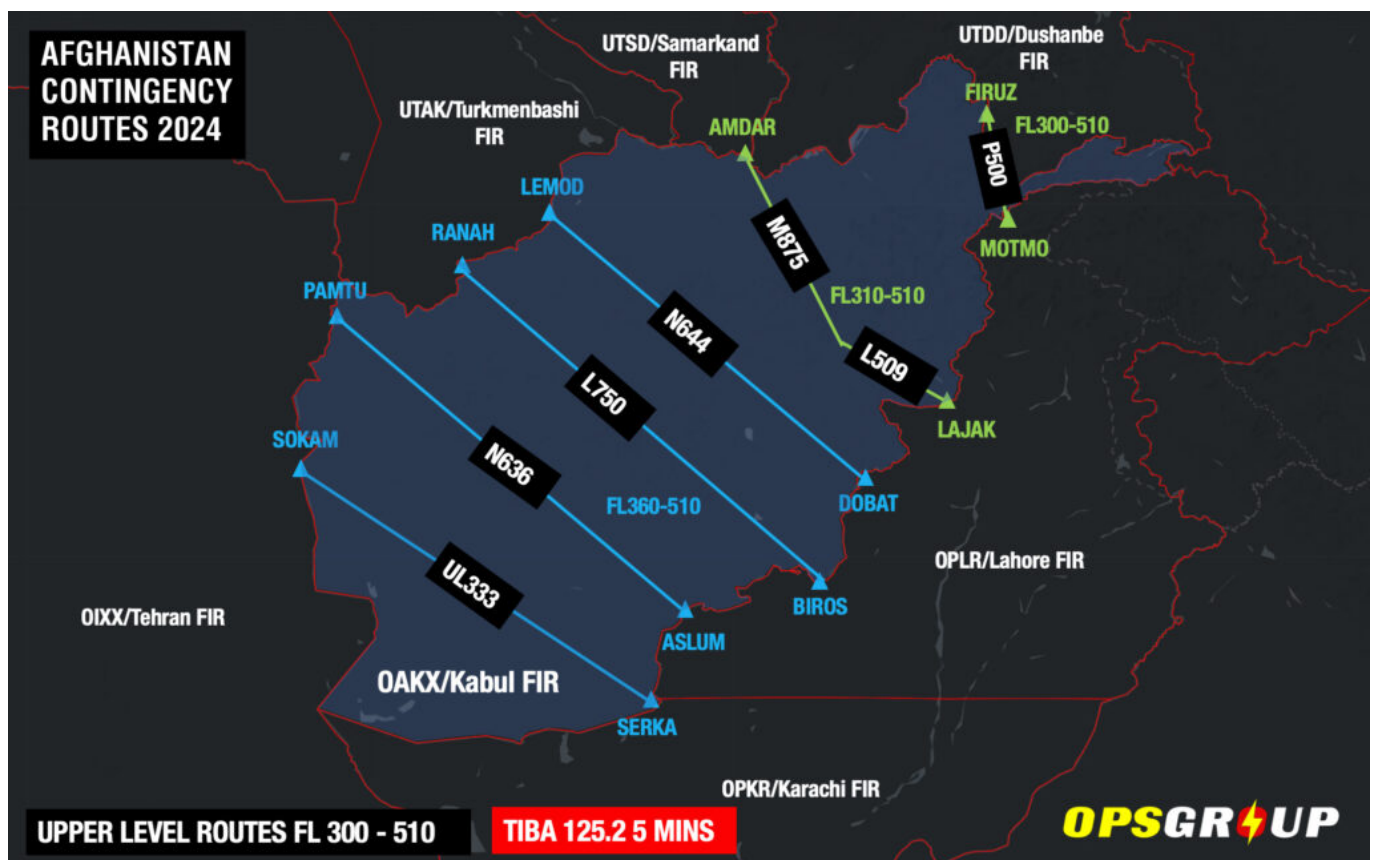 AFGHANISTAN
CONTINGENCY
ROUTES 2024
UTSD/Samarkand
FIR
UTDD/Dushanbe
FIR
UTAK/Turkmenbashi
FIR
FIRUZ
FL300-510
AMDAR
P500
LEMOD
MOTMO
RANAH
M875
PAMTU
FL310-510
N644
L509
L750
LAJAK
SOKAM
N636
FL360-510
DOBAT
OPLR/Lahore FIR
UL333
BIROS
OIXX/Tehran FIR
ASLUM
OAKX/Kabul FIR
SERKA
OPKR/Karachi FIR
UPPER LEVEL ROUTES FL 300 - 510
TIBA 125.2 5 MINS
OPSGROUP